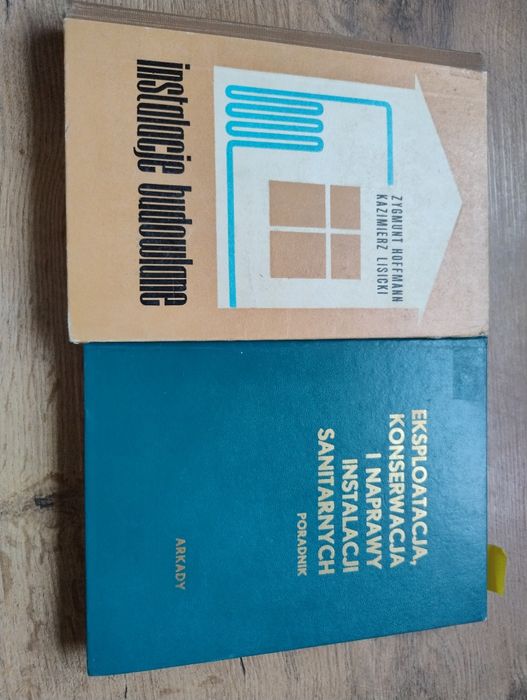 ZYGMUNT HOFFMANN
KAZIMIERZ LISICKI
instalacje budowlane
EKSPLOATACJA,
KONSERWACJA
I NAPRAWY
INSTALACJI
SANITARNYCH
PORADNIK
ARKADY